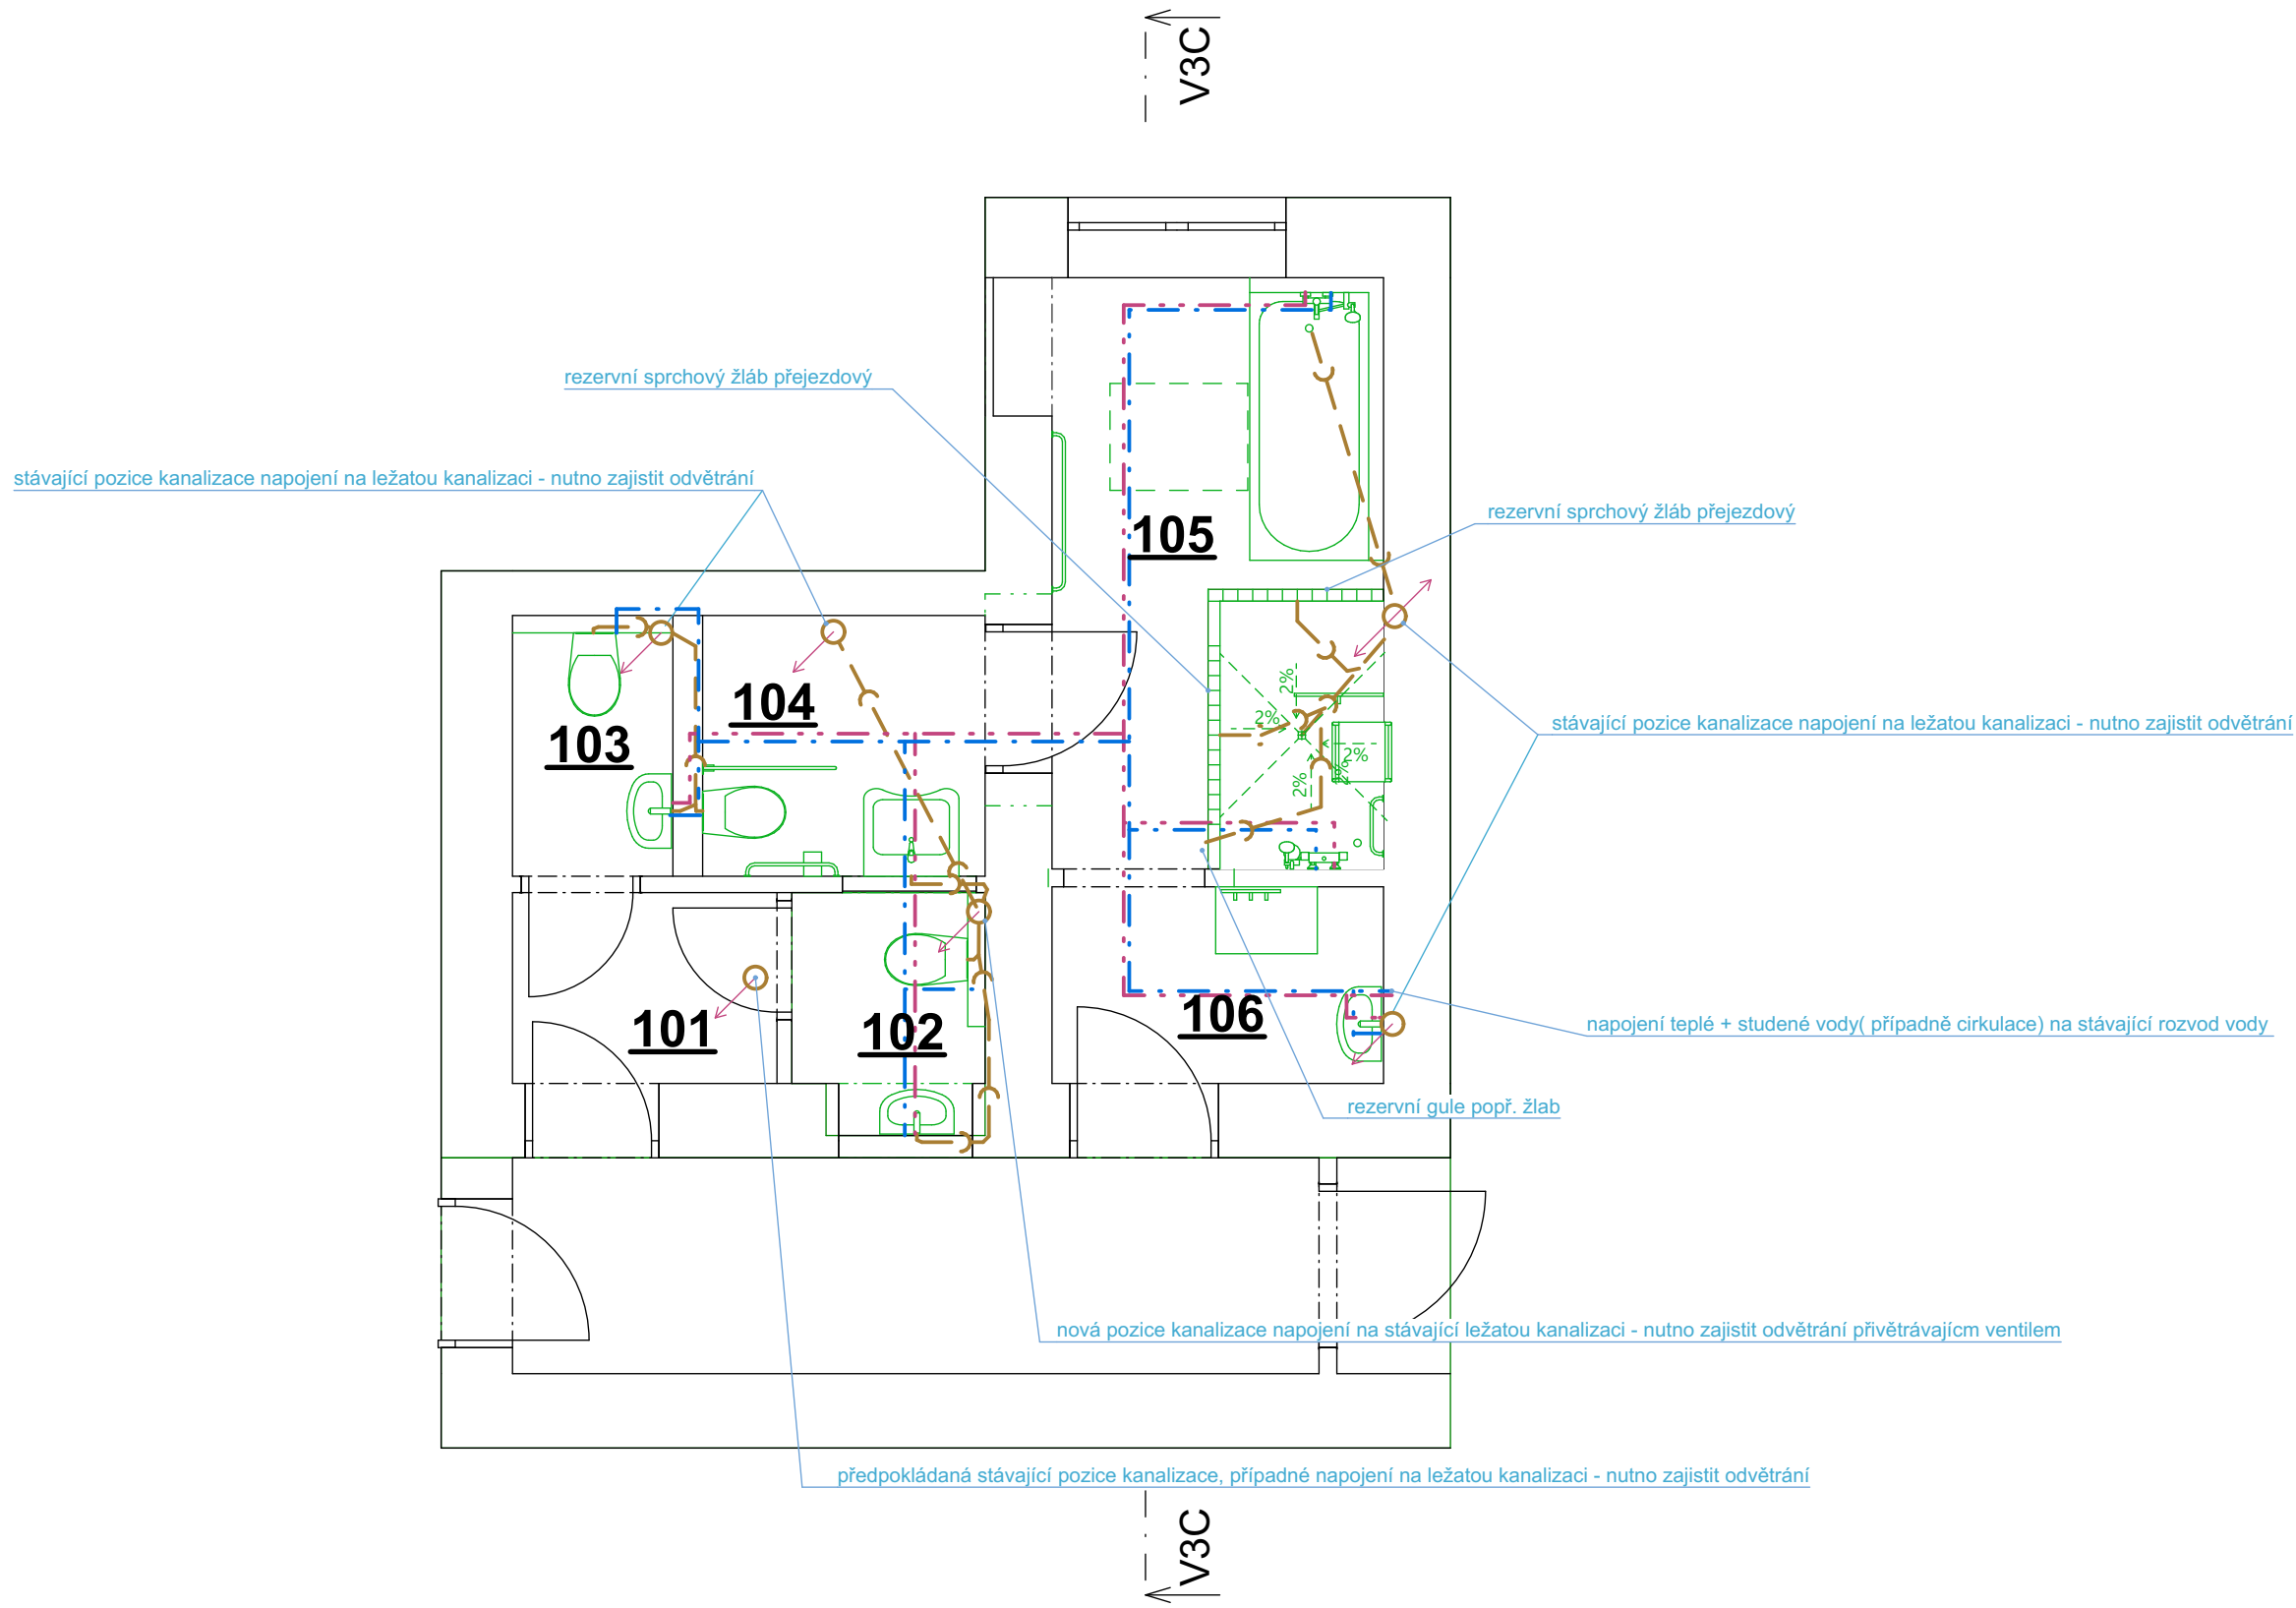 V3C
rezervní sprchový žláb přejezdový
stávající pozice kanalizace napojení na ležatou kanalizaci - nutno zajistit odvětrání
rezervní sprchový žláb přejezdový
105
104
103
2%
2%
2%
2%
2%
stávající pozice kanalizace napojení na ležatou kanalizaci - nutno zajistit odvětrání
101
102
106
napojení teplé + studené vody( případně cirkulace) na stávající rozvod vody
rezervní gule popř. žlab
nová pozice kanalizace napojení na stávající ležatou kanalizaci - nutno zajistit odvětrání přivětrávajícm ventilem
předpokládaná stávající pozice kanalizace, případné napojení na ležatou kanalizaci - nutno zajistit odvětrání
V3C